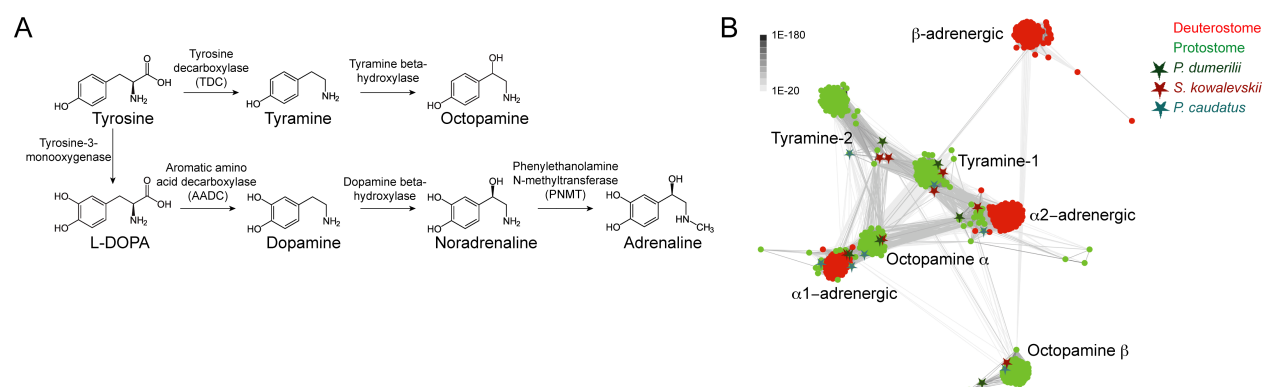 A
Tyrosine
decarboxylase
(TDC)
Tyramine beta-
hydroxylase
O
OH
NH₂
HO
Tyrosine
NH₂
HO
Tyramine
OH
NH₂
HO
Octopamine
Tyrosine-3-
monooxygenase
Aromatic amino
acid decarboxylase
(AADC)
Dopamine beta-
hydroxylase
Phenylethanolamine
N-methyltransferase
(PNMT)
O
OH
NH₂
HO
HO
L-DOPA
NH₂
HO
HO
Dopamine
OH
NH₂
HO
HO
Noradrenaline
OH
HN
CH₃
HO
HO
Adrenaline
B
1E-180
1E-20
β-adrenergic
Deuterostome
Protostome
P. dumerilii
S. kowalevskii
P. caudatus
Tyramine-2
Tyramine-1
α2−adrenergic
Octopamine α
α1−adrenergic
Octopamine β